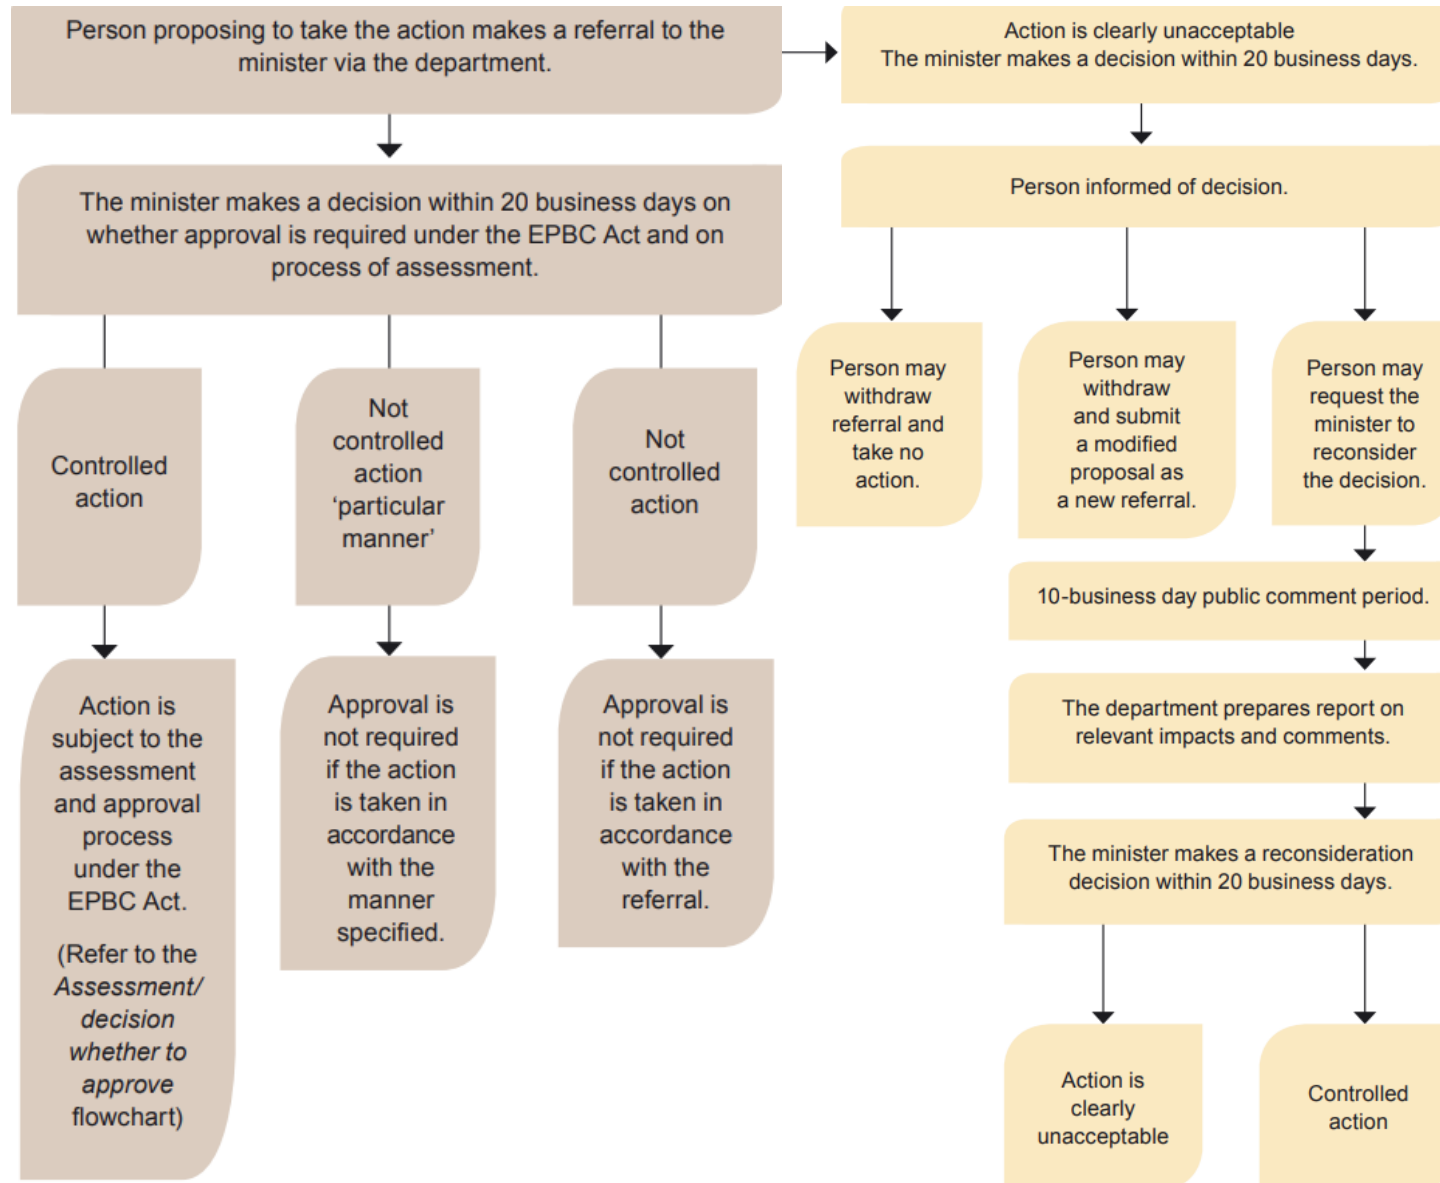 Person proposing to take the action makes a referral to the
minister via the department.
The minister makes a decision within 20 business days on
whether approval is required under the EPBC Act and on
process of assessment.
Controlled
action
Not
controlled
action
‘particular
manner’
Not
controlled
action
Action is
subject to the
assessment
and approval
process
under the
EPBC Act.
(Refer to the
Assessment/
decision
whether to
approve
flowchart)
Approval is
not required
if the action
is taken in
accordance
with the
manner
specified.
Approval is
not required
if the action
is taken in
accordance
with the
referral.
Action is clearly unacceptable
The minister makes a decision within 20 business days.
Person informed of decision.
Person may
withdraw
referral and
take no
action.
Person may
withdraw
and submit
a modified
proposal as
a new referral.
Person may
request the
minister to
reconsider
the decision.
10-business day public comment period.
The department prepares report on
relevant impacts and comments.
The minister makes a reconsideration
decision within 20 business days.
Action is
clearly
unacceptable
Controlled
action